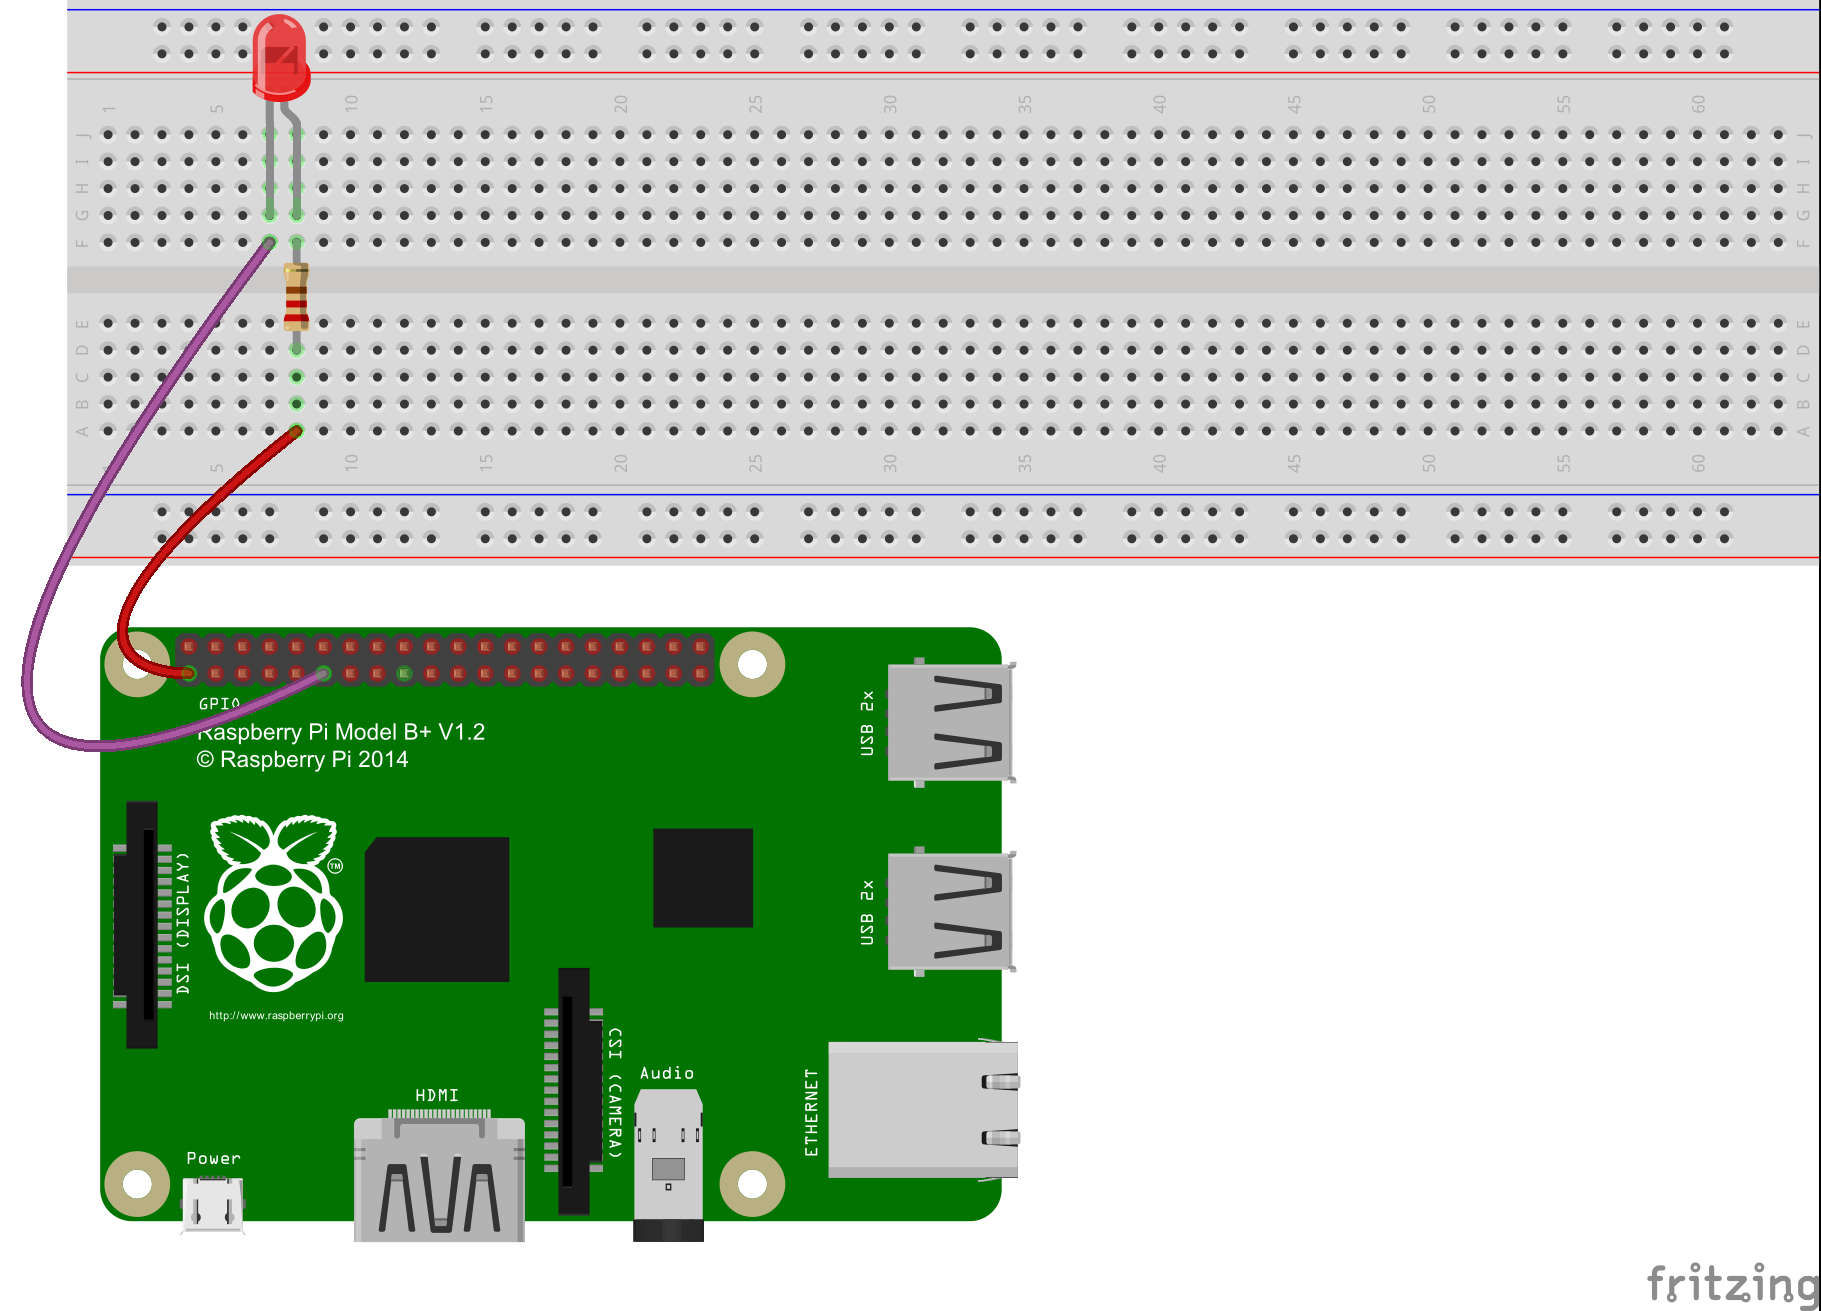 1 5 10 15 20 25 30 35 40 45 50 55 60
J J
I I
H H
G G
F F
E E
D D
C C
B B
A A
5 10 15 20 25 30 35 40 45 50 55 60
GPIO
Raspberry Pi Model B+ V1.2
© Raspberry Pi 2014
USB 2x
TM
DSI (DISPLAY)
USB 2x
http://www.raspberrypi.org
CSI (CAMERA)
Audio
HDMI
ETHERNET
Power
fritzing